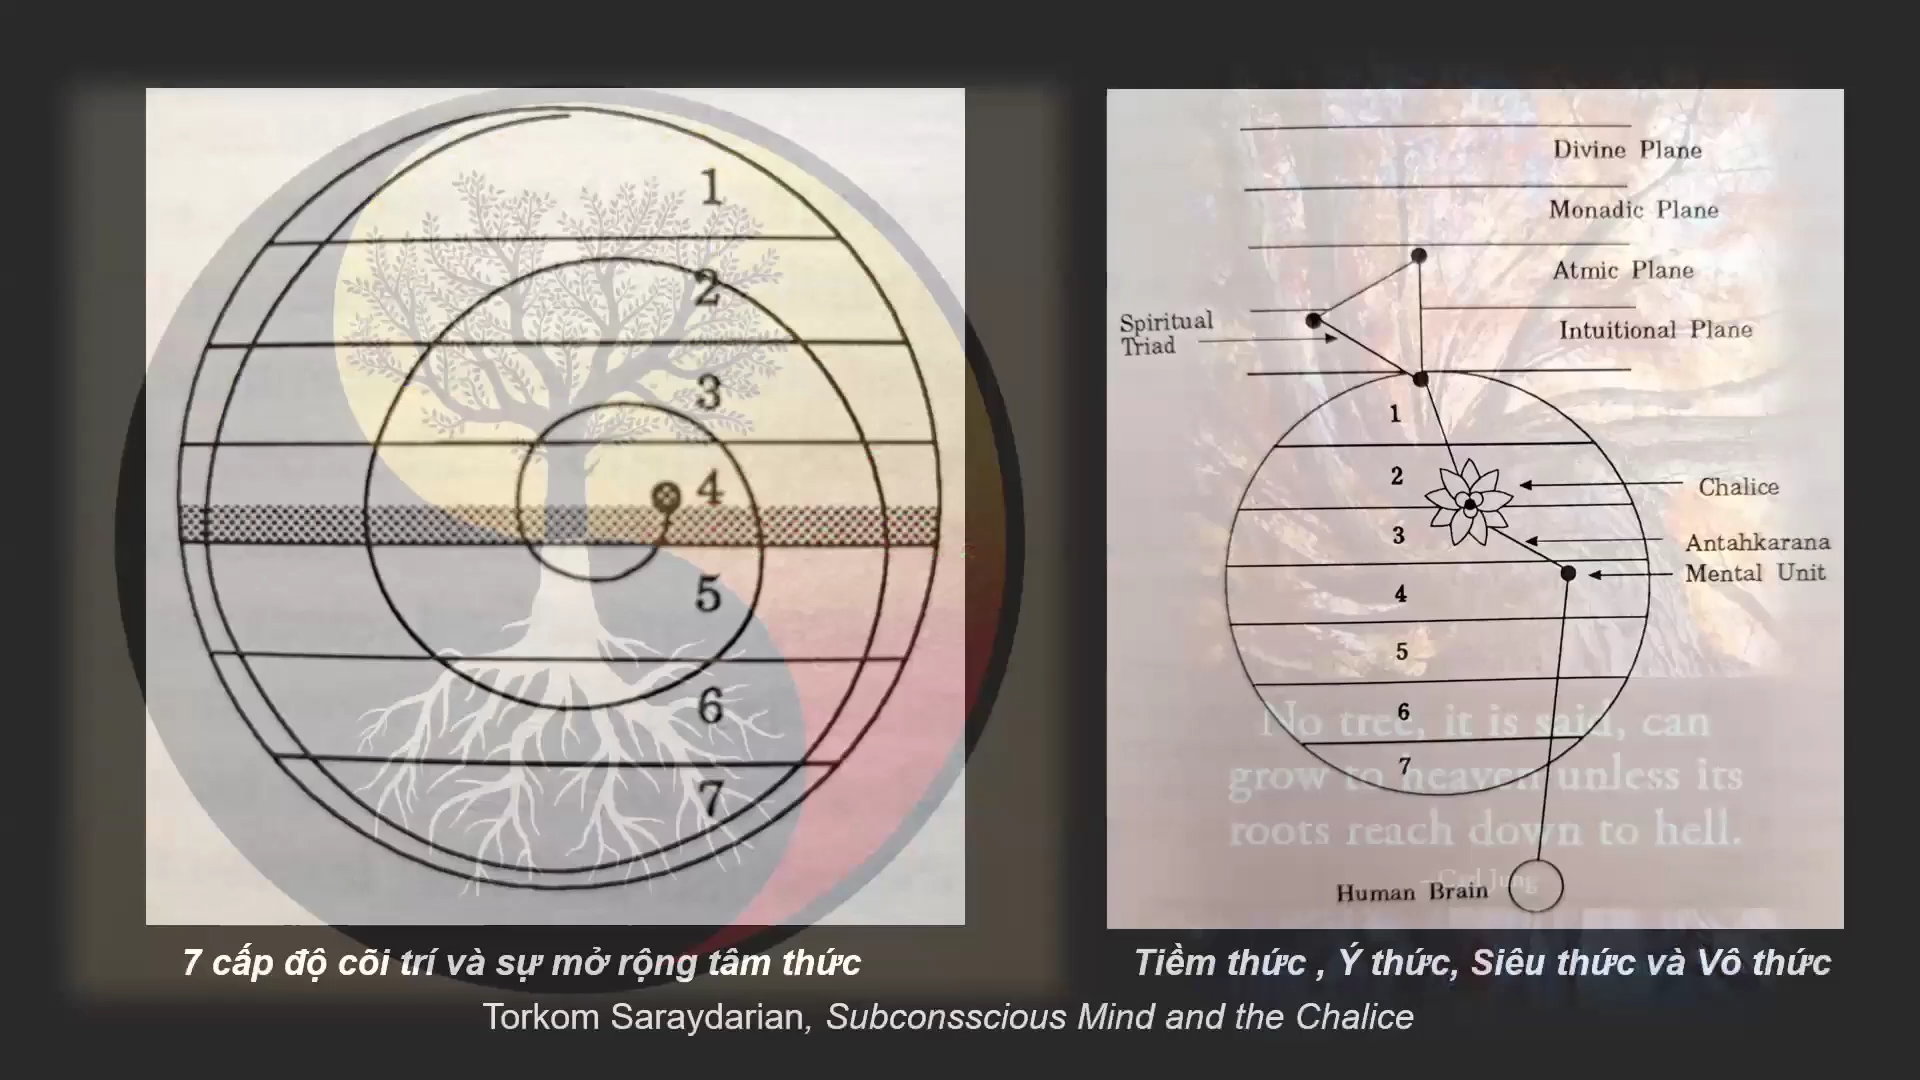 1
2
3
4
5
6
7
7 cấp độ cõi trí và sự mở rộng tâm thức
Divine Plane
Monadic Plane
Atmic Plane
Intuitional Plane
Spiritual
Triad
1
2
3
4
5
6
7
Chalice
Antahkarana
Mental Unit
No tree, it is said, can
grow to heaven unless its
roots reach down to hell.
–Carl Jung
Human Brain
Tiềm thức , Ý thức, Siêu thức và Vô thức
Torkom Saraydarian, Subconsscious Mind and the Chalice